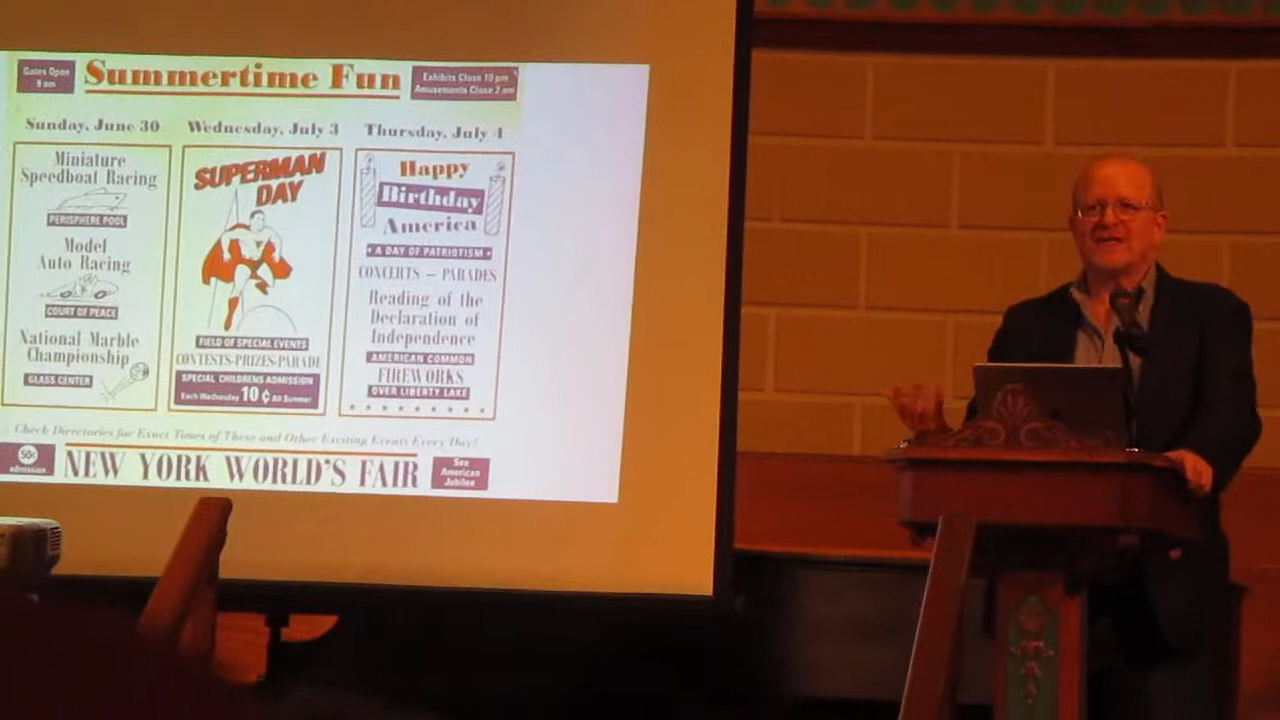 Gates Open
9 am
Summertime Fun
Exhibits Close 10 pm
Amusements Close 2 am
Sunday, June 30
Miniature
Speedboat Racing
PERISPHERE POOL
Model
Auto Racing
COURT OF PEACE
National Marble
Championship
GLASS CENTER
Wednesday, July 3
SUPERMAN
DAY
FIELD OF SPECIAL EVENTS
CONTESTS-PRIZES-PARADE
SPECIAL CHILDRENS ADMISSION
Each Wednesday 10¢ All Summer
Thursday, July 4
Happy
Birthday
America
• A DAY OF PATRIOTISM •
CONCERTS — PARADES
Reading of the
Declaration of
Independence
AMERICAN COMMON
FIREWORKS
OVER LIBERTY LAKE
Check Directories for Exact Times of These and Other Exciting Events Every Day!
50¢
admission
NEW YORK WORLD'S FAIR
See
American
Jubilee